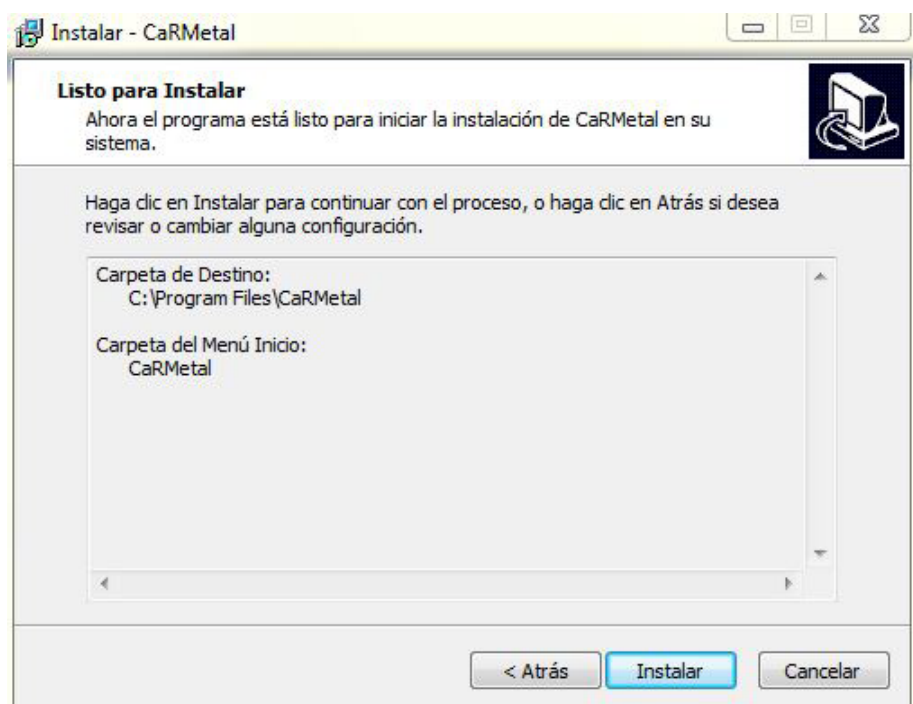 Instalar - CaRMetal
Listo para Instalar
Ahora el programa está listo para iniciar la instalación de CaRMetal en su
sistema.
Haga clic en Instalar para continuar con el proceso, o haga clic en Atrás si desea
revisar o cambiar alguna configuración.
Carpeta de Destino:
C:\Program Files\CaRMetal
Carpeta del Menú Inicio:
CaRMetal
< Atrás
Instalar
Cancelar